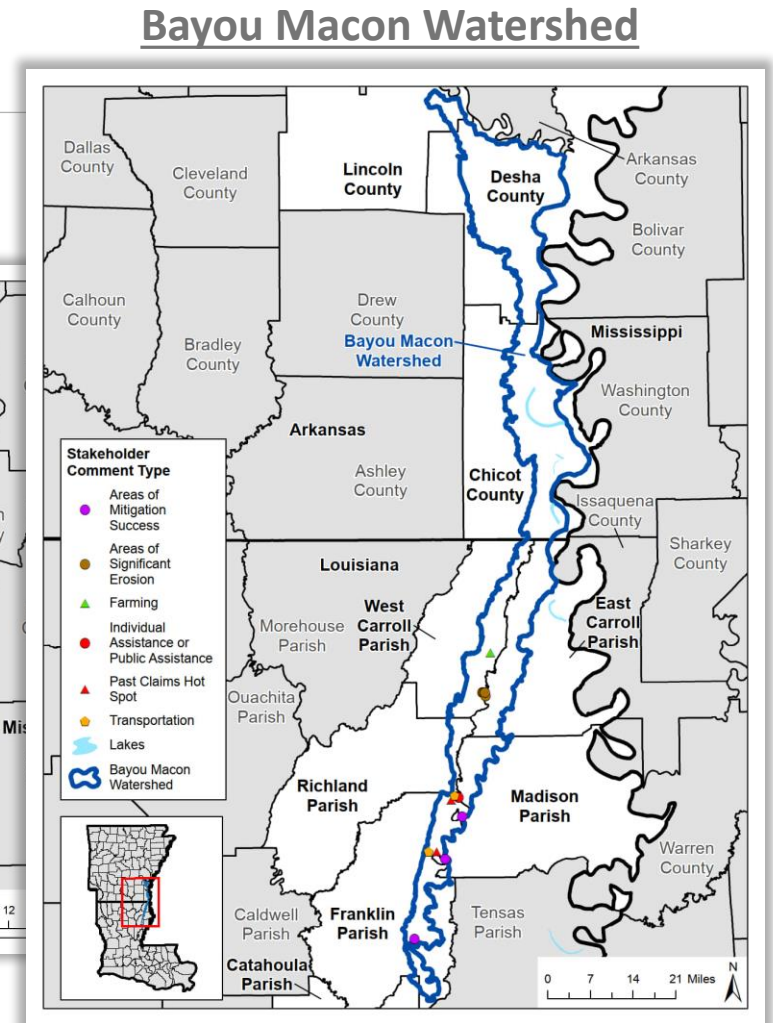 Bayou Macon Watershed
Dallas
County
Cleveland
County
Lincoln
County
Desha
County
Arkansas
County
Bolivar
County
Calhoun
County
Bradley
County
Drew
County
Bayou Macon
Watershed
Mississippi
Washington
County
Arkansas
Ashley
County
Chicot
County
Issaquena
County
Sharkey
County
Stakeholder
Comment Type
Areas of
Mitigation
Success
Areas of
Significant
Erosion
Farming
Individual
Assistance or
Public Assistance
Past Claims Hot
Spot
Transportation
Lakes
Bayou Macon
Watershed
Louisiana
West
Carroll
Parish
East
Carroll
Parish
Morehouse
Parish
Ouachita
Parish
Richland
Parish
Madison
Parish
Warren
County
Caldwell
Parish
Franklin
Parish
Tensas
Parish
Catahoula
Parish
0 7 14 21 Miles
N
12